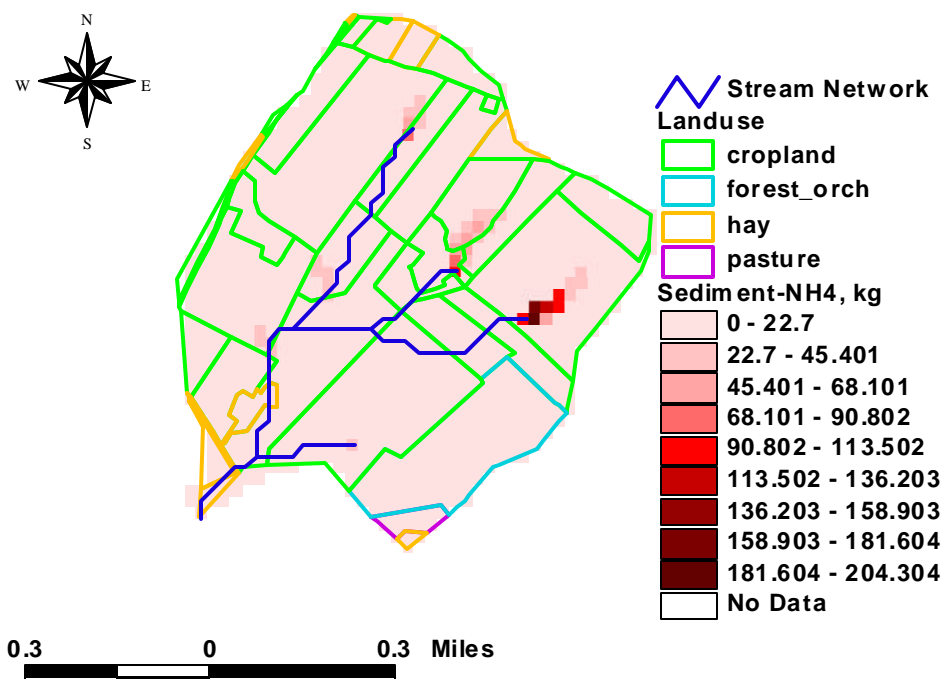 N
W E
S
Stream Network
Landuse
cropland
forest_orch
hay
pasture
Sediment-NH4, kg
0 - 22.7
22.7 - 45.401
45.401 - 68.101
68.101 - 90.802
90.802 - 113.502
113.502 - 136.203
136.203 - 158.903
158.903 - 181.604
181.604 - 204.304
No Data
0.3 0 0.3 Miles